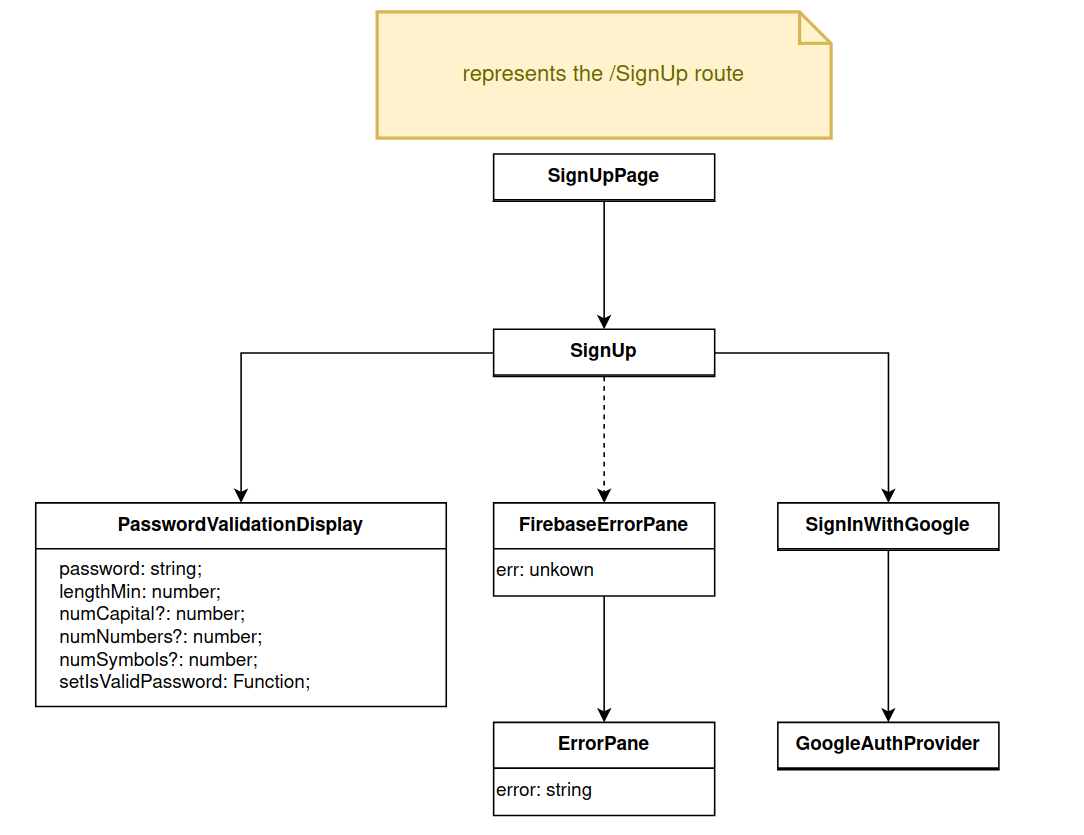 represents the /SignUp route
SignUpPage
SignUp
PasswordValidationDisplay
password: string;
lengthMin: number;
numCapital?: number;
numNumbers?: number;
numSymbols?: number;
setIsValidPassword: Function;
FirebaseErrorPane
err: unkown
SignInWithGoogle
ErrorPane
error: string
GoogleAuthProvider